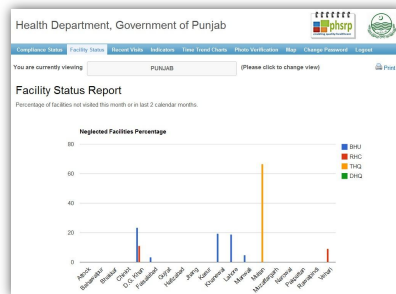 Health Department, Government of Punjab
phsrp
Compliance Status Facility Status Recent Visits Indicators Time Trend Charts Photo Verification Map Change Password Logout
You are currently viewing PUNJAB (Please click to change view) Print
Facility Status Report
Percentage of facilities not visited this month or in last 2 calendar months.
Neglected Facilities Percentage
80
60
40
20
0
BHU
RHC
THQ
DHQ
Attock
Bahawalpur
Bhakkar
Chiniot
D.G. Khan
Faisalabad
Gujrat
Hafizabad
Jhang
Kasur
Khanewal
Lahore
Mianwali
Multan
Muzaffargarh
Narowal
Pakpattan
Rawalpindi
Vehari